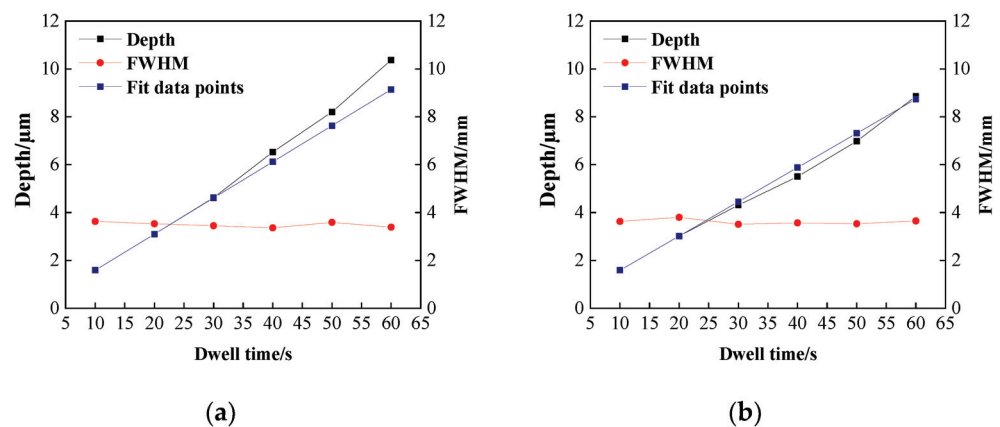 12 12 12 12
Depth Depth
FWHM FWHM
10 10 10 10
Fit data points Fit data points
8 8 8 8
Depth/μm FWHM/mm Depth/μm FWHM/mm
6 6 6 6
4 4 4 4
2 2 2 2
0 0 0 0
5 10 15 20 25 30 35 40 45 50 55 60 65 5 10 15 20 25 30 35 40 45 50 55 60 65
Dwell time/s Dwell time/s
(a) (b)